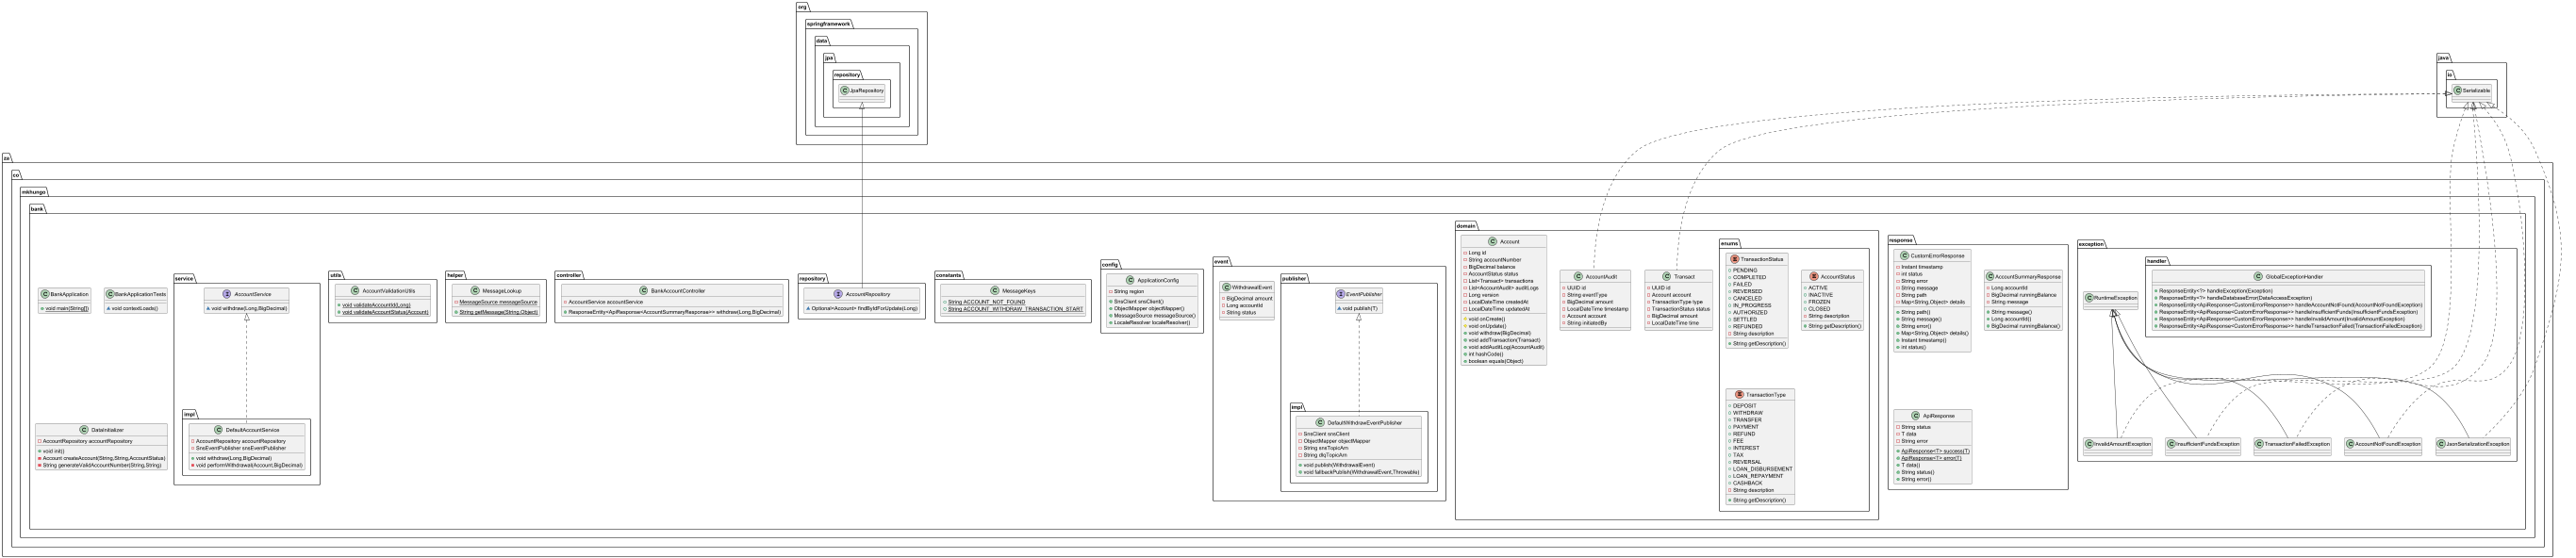 org
springframework
data
jpa
repository
JpaRepository
java
io
Serializable
za
co
mkhungo
bank
BankApplication
void main(String[])
BankApplicationTests
void contextLoads()
DataInitializer
AccountRepository accountRepository
void init()
Account createAccount(String,String,AccountStatus)
String generateValidAccountNumber(String,String)
service
AccountService
void withdraw(Long,BigDecimal)
impl
DefaultAccountService
AccountRepository accountRepository
SnsEventPublisher snsEventPublisher
void withdraw(Long,BigDecimal)
void performWithdrawal(Account,BigDecimal)
utils
AccountValidationUtils
void validateAccountId(Long)
void validateAccountStatus(Account)
helper
MessageLookup
MessageSource messageSource
String getMessage(String,Object)
controller
BankAccountController
AccountService accountService
ResponseEntity<ApiResponse<AccountSummaryResponse>> withdraw(Long,BigDecimal)
repository
AccountRepository
Optional<Account> findByIdForUpdate(Long)
constants
MessageKeys
String ACCOUNT_NOT_FOUND
String ACCOUNT_WITHDRAW_TRANSACTION_START
config
ApplicationConfig
String region
SnsClient snsClient()
ObjectMapper objectMapper()
MessageSource messageSource()
LocaleResolver localeResolver()
event
WithdrawalEvent
BigDecimal amount
Long accountId
String status
publisher
EventPublisher
void publish(T)
impl
DefaultWithdrawEventPublisher
SnsClient snsClient
ObjectMapper objectMapper
String snsTopicArn
String dlqTopicArn
void publish(WithdrawalEvent)
void fallbackPublish(WithdrawalEvent,Throwable)
domain
Account
Long id
String accountNumber
BigDecimal balance
AccountStatus status
List<Transact> transactions
List<AccountAudit> auditLogs
Long version
LocalDateTime createdAt
LocalDateTime updatedAt
void onCreate()
void onUpdate()
void withdraw(BigDecimal)
void addTransaction(Transact)
void addAuditLog(AccountAudit)
int hashCode()
boolean equals(Object)
AccountAudit
UUID id
String eventType
BigDecimal amount
LocalDateTime timestamp
Account account
String initiatedBy
Transact
UUID id
Account account
TransactionType type
TransactionStatus status
BigDecimal amount
LocalDateTime time
enums
TransactionStatus
PENDING
COMPLETED
FAILED
REVERSED
CANCELED
IN_PROGRESS
AUTHORIZED
SETTLED
REFUNDED
String description
String getDescription()
AccountStatus
ACTIVE
INACTIVE
FROZEN
CLOSED
String description
String getDescription()
TransactionType
DEPOSIT
WITHDRAW
TRANSFER
PAYMENT
REFUND
FEE
INTEREST
TAX
REVERSAL
LOAN_DISBURSEMENT
LOAN_REPAYMENT
CASHBACK
String description
String getDescription()
response
CustomErrorResponse
Instant timestamp
int status
String error
String message
String path
Map<String,Object> details
String path()
String message()
String error()
Map<String,Object> details()
Instant timestamp()
int status()
AccountSummaryResponse
Long accountId
BigDecimal runningBalance
String message
String message()
Long accountId()
BigDecimal runningBalance()
ApiResponse
String status
T data
String error
ApiResponse<T> success(T)
ApiResponse<T> error(T)
T data()
String status()
String error()
exception
RuntimeException
handler
GlobalExceptionHandler
ResponseEntity<?> handleException(Exception)
ResponseEntity<?> handleDatabaseError(DataAccessException)
ResponseEntity<ApiResponse<CustomErrorResponse>> handleAccountNotFound(AccountNotFoundException)
ResponseEntity<ApiResponse<CustomErrorResponse>> handleInsufficientFunds(InsufficientFundsException)
ResponseEntity<ApiResponse<CustomErrorResponse>> handleInvalidAmount(InvalidAmountException)
ResponseEntity<ApiResponse<CustomErrorResponse>> handleTransactionFailed(TransactionFailedException)
InvalidAmountException
InsufficientFundsException
TransactionFailedException
AccountNotFoundException
JsonSerializationException